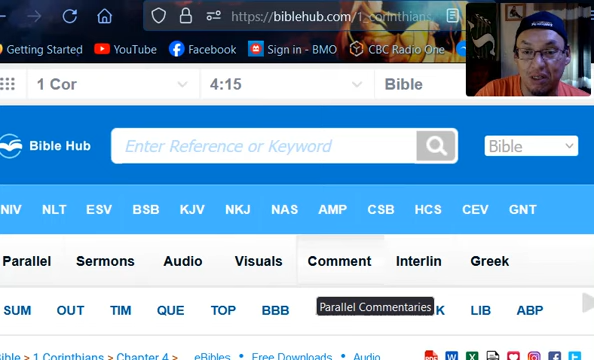 https://biblehub.com/1_corinthian
Getting Started YouTube Facebook Sign in - BMO CBC Radio One
1 Cor 4:15 Bible
Bible Hub Enter Reference or Keyword Bible
NIV NLT ESV BSB KJV NKJ NAS AMP CSB HCS CEV GNT
Parallel Sermons Audio Visuals Comment Interlin Greek
SUM OUT TIM QUE TOP BBB K LIB ABP
Parallel Commentaries
ible > 1 Corinthians > Chapter 4 > eBibles • Free Downloads • Audio